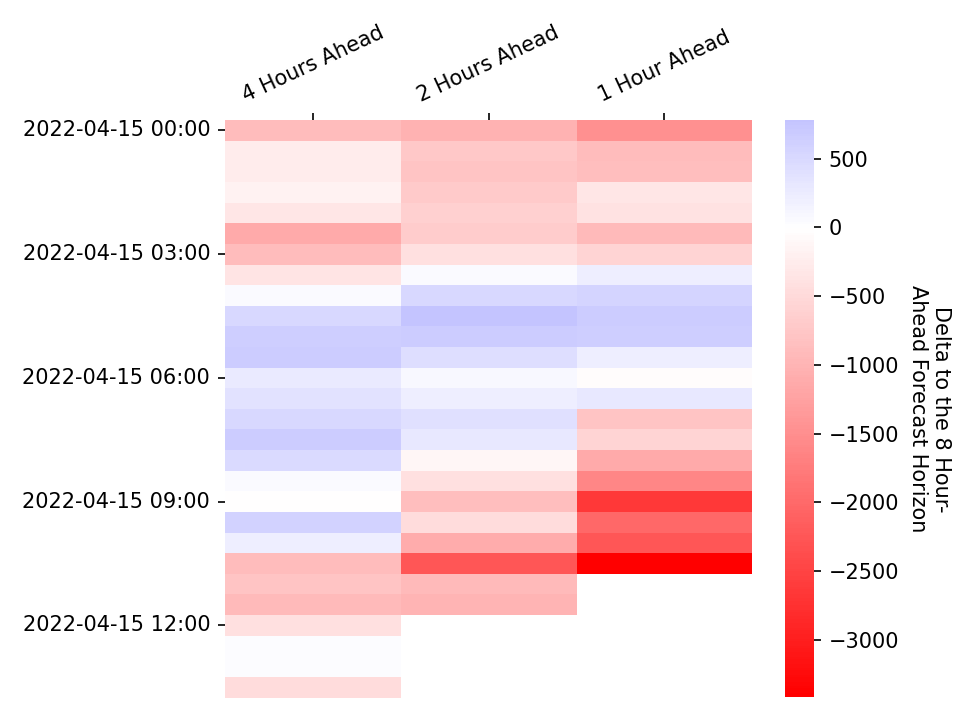 4 Hours Ahead
2 Hours Ahead
1 Hour Ahead
2022-04-15 00:00
2022-04-15 03:00
2022-04-15 06:00
2022-04-15 09:00
2022-04-15 12:00
500
0
−500
−1000
−1500
−2000
−2500
−3000
Delta to the 8 Hour-
Ahead Forecast Horizon